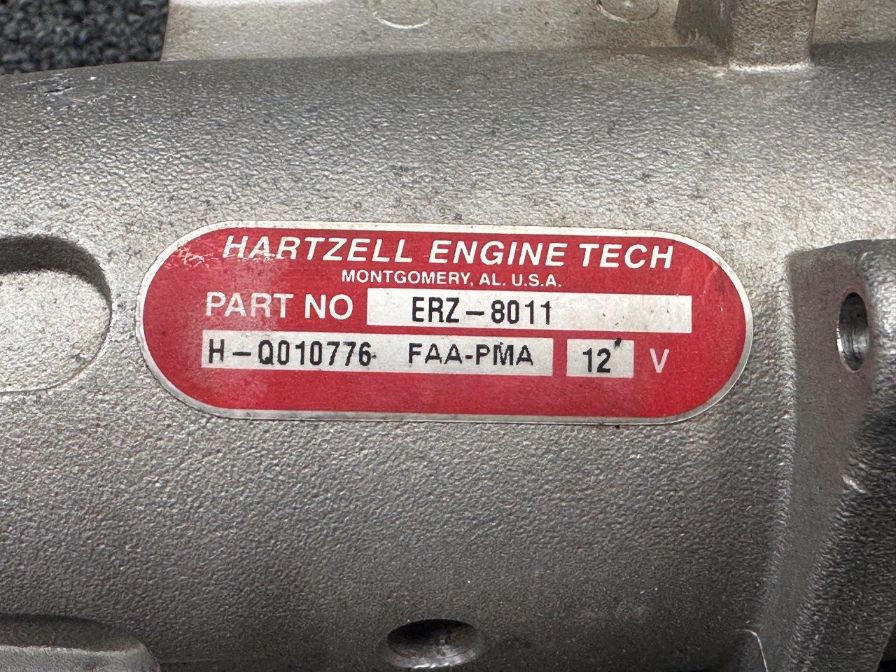 HARTZELL ENGINE TECH
MONTGOMERY, AL. U.S.A.
PART NO ERZ-8011
H-Q010776 FAA-PMA 12 V